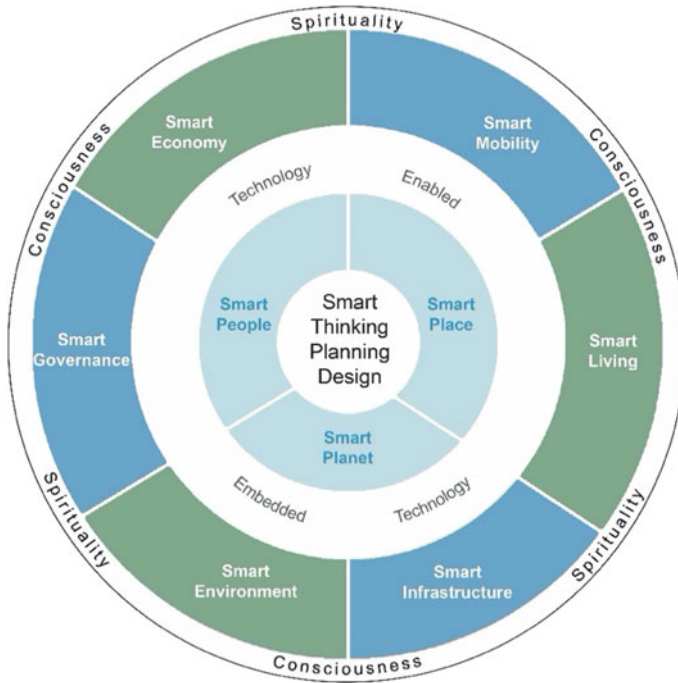 Spirituality
Smart
Economy
Smart
Mobility
Consciousness
Consciousness
Technology
Enabled
Smart
People
Smart
Thinking
Planning
Design
Smart
Place
Smart
Governance
Smart
Living
Smart
Planet
Embedded
Technology
Spirituality
Spirituality
Smart
Environment
Smart
Infrastructure
Consciousness